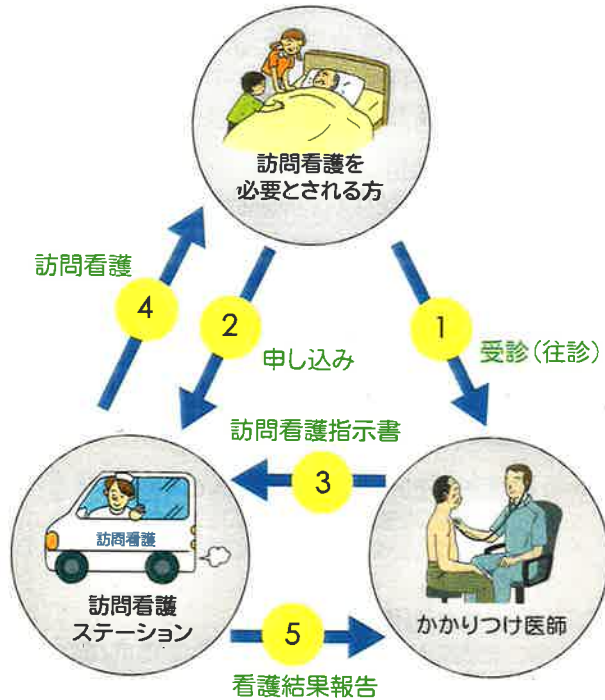 訪問看護を
必要とされる方
訪問看護
4
2
1
申し込み
受診(往診)
訪問看護指示書
3
訪問看護
訪問看護
ステーション
かかりつけ医師
5
看護結果報告